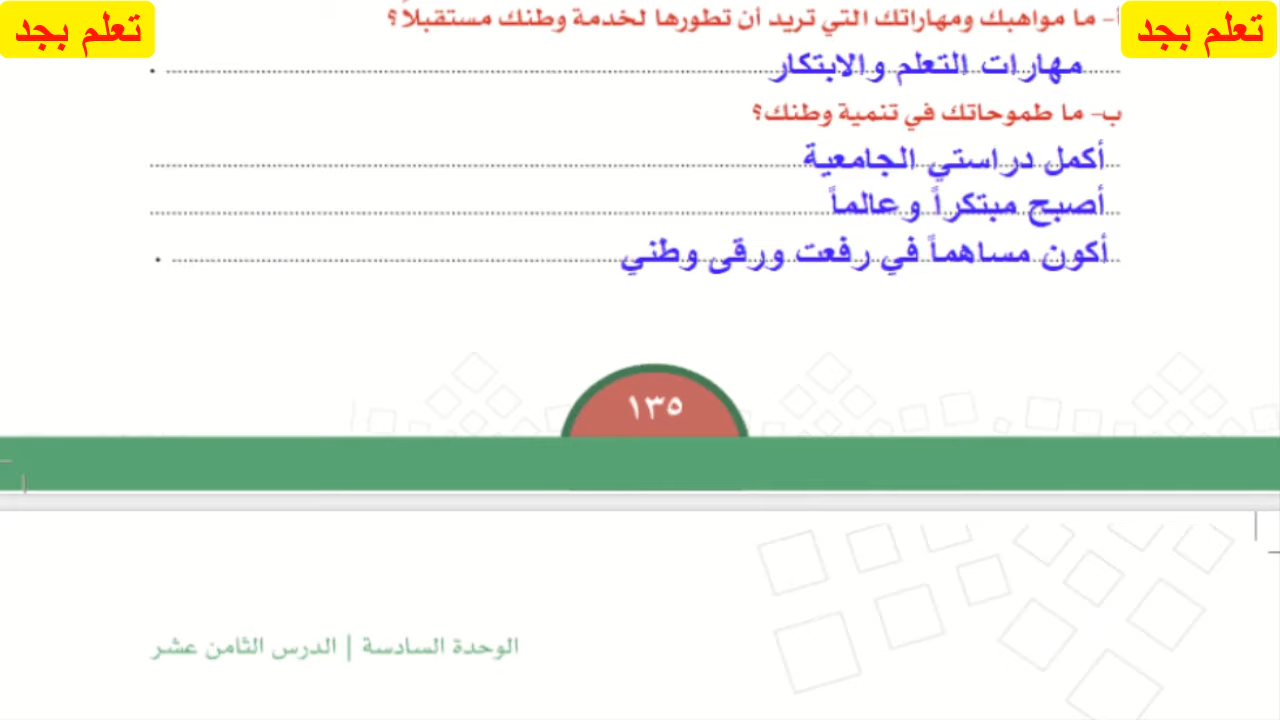 تعلم بجد
تعلم بجد
أ- ما مواهبك ومهاراتك التي تريد أن تطورها لخدمة وطنك مستقبلاً؟
مهارات التعلم والابتكار
ب- ما طموحاتك في تنمية وطنك؟
أكمل دراستي الجامعية
أصبح مبتكراً وعالماً
أكون مساهماً في رفعت ورقى وطني
١٣٥
الوحدة السادسة | الدرس الثامن عشر